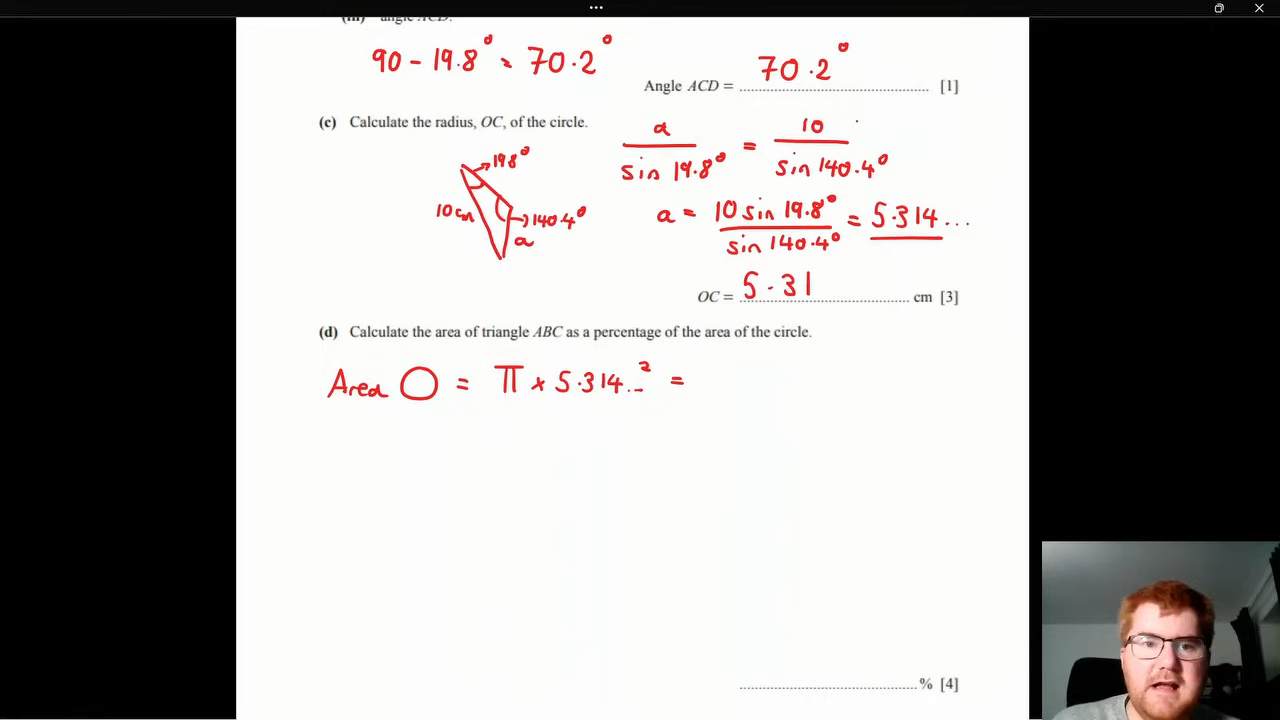 (iii) angle ACD.
90 - 19.8° = 70.2°
70.2°
Angle ACD = ........................................ [1]
(c) Calculate the radius, OC, of the circle.
a / sin 19.8° = 10 / sin 140.4°
19.8°
10cm
140.4°
a
a = 10 sin 19.8° / sin 140.4° = 5.314...
OC = 5.31 cm [3]
(d) Calculate the area of triangle ABC as a percentage of the area of the circle.
Area O = π × 5.314...² =
........................................ % [4]